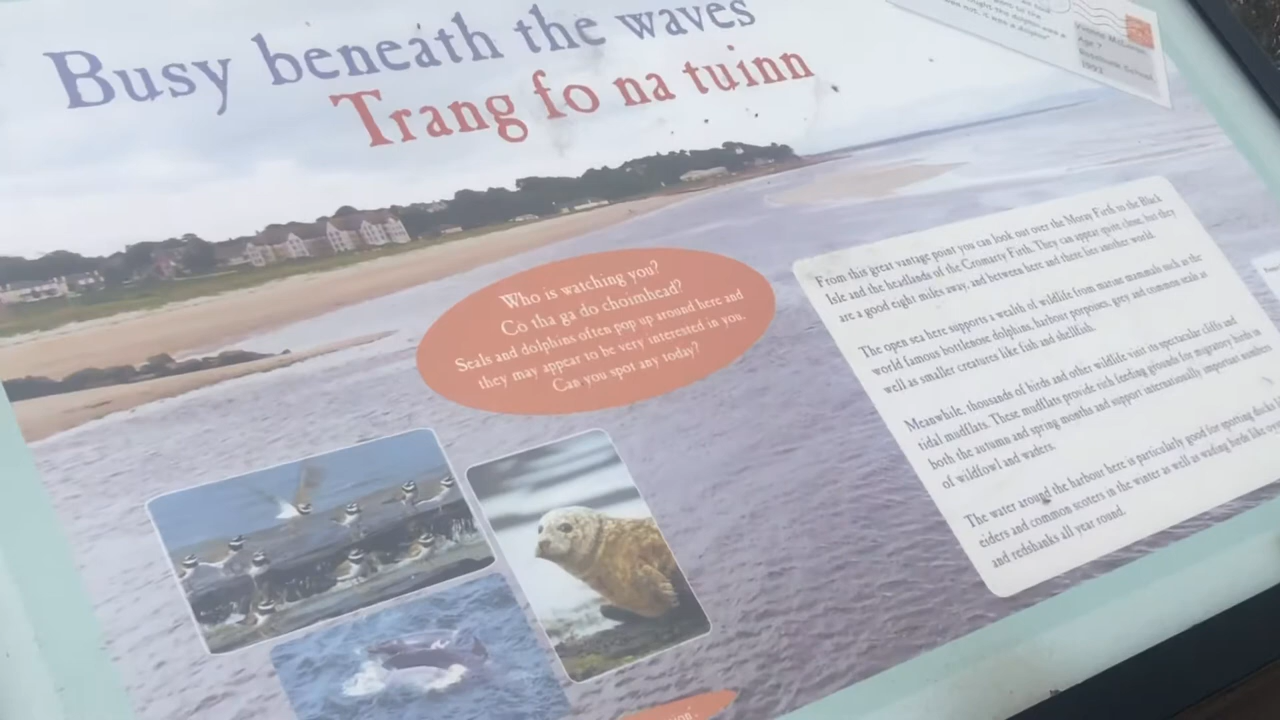 Busy beneath the waves
Trang fo na tuinn
Age 7
1992
Who is watching you?
Co tha ga do choimhead?
Seals and dolphins often pop up around here and
they may appear to be very interested in you.
Can you spot any today?
From this great vantage point you can look out over the Moray Firth to the Black
Isle and the headlands of the Cromarty Firth. They can appear quite close, but they
are a good eight miles away, and between here and there lies another world.
The open sea here supports a wealth of wildlife from marine mammals such as the
world famous bottlenose dolphins, harbour porpoises, grey and common seals as
well as smaller creatures like fish and shellfish.
Meanwhile, thousands of birds and other wildlife visit its spectacular cliffs and
tidal mudflats. These mudflats provide rich feeding grounds for migratory birds in
both the autumn and spring months and support internationally important numbers
of wildfowl and waders.
The water around the harbour here is particularly good for spotting ducks
eiders and common scoters in the winter as well as wading birds like
and redshanks all year round.